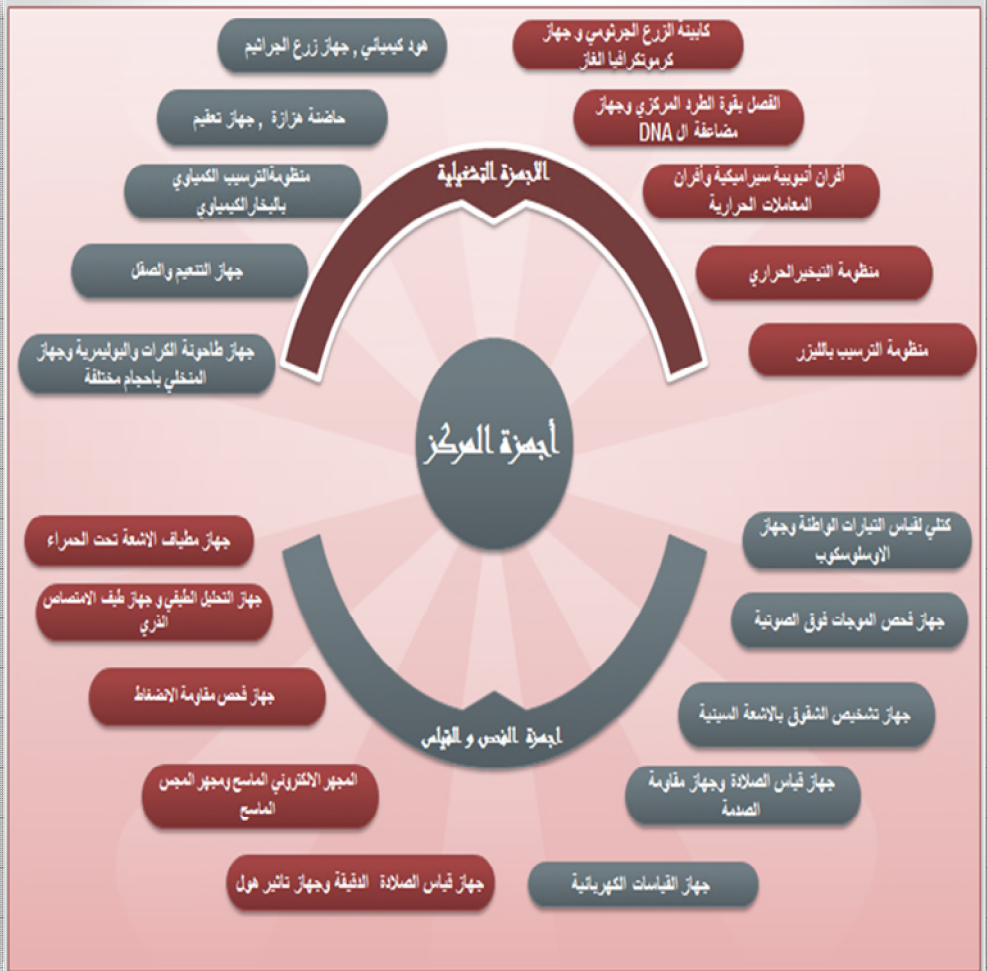 كابينة الزرع الجرثومي و جهاز
كرموتكرافيا الغاز
هود كيميائي , جهاز زرع الجراثيم
الفصل بقوة الطرد المركزي وجهاز
مضاعفة ال DNA
حاضنة هزازة , جهاز تعقيم
الأجهزة التشغيلية
أفران أنبوبية سيراميكية وأفران
المعاملات الحرارية
منظومةالترسيب الكمياوي
بالبخارالكيمياوي
منظومة التبخيرالحراري
جهاز التنعيم والصقل
منظومة الترسيب بالليزر
جهاز طاحونة الكرات والبوليمرية وجهاز
المنخلي باحجام مختلفة
أجهزة المركز
كتلي لقياس التيارات الواطئة وجهاز
الاوسلوسكوب
جهاز مطياف الاشعة تحت الحمراء
جهاز فحص الموجات فوق الصوتية
جهاز التحليل الطيفي و جهاز طيف الامتصاص
الذري
جهاز تشخيص الشقوق بالاشعة السينية
جهاز فحص مقاومة الانضغاط
اجهزة الفحص و القياس
جهاز قياس الصلادة وجهاز مقاومة
الصدمة
المجهر الالكتروني الماسح ومجهر المجس
الماسح
جهاز القياسات الكهربائية
جهاز قياس الصلادة الدقيقة وجهاز تاثير هول